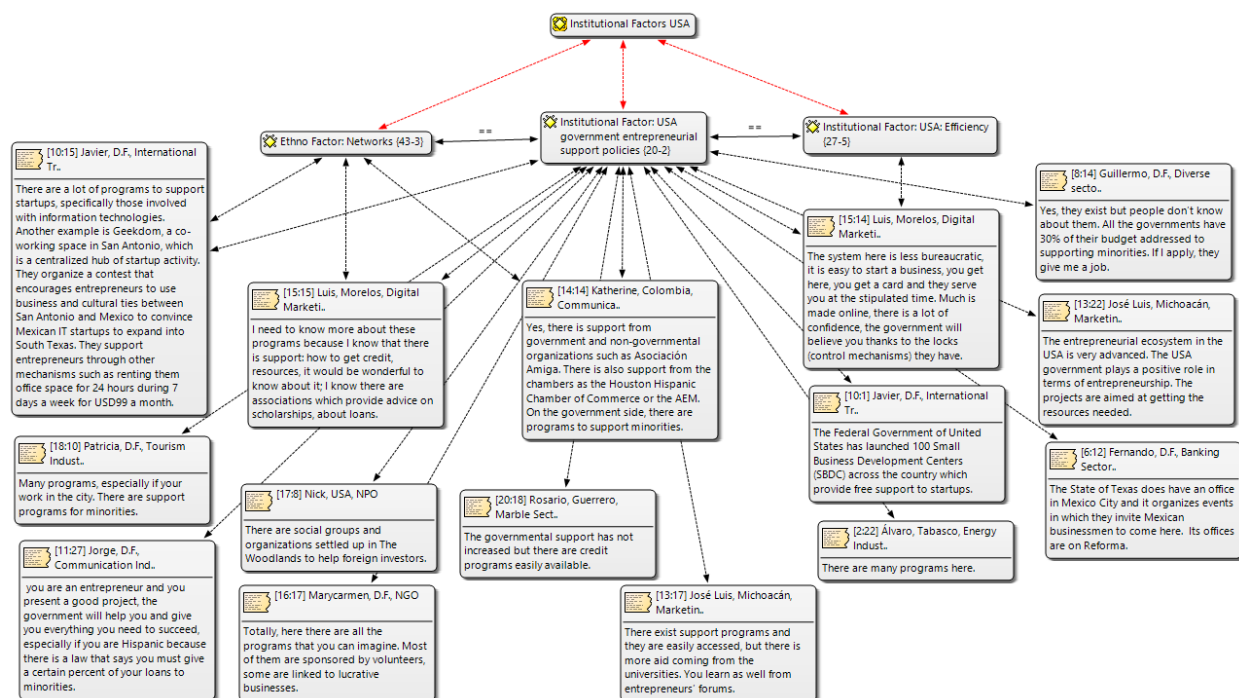 Institutional Factors USA
Ethno Factor: Networks {43-3}
==
Institutional Factor: USA
government entrepreneurial
support policies {20-2}
==
Institutional Factor: USA: Efficiency
{27-5}
[10:15] Javier, D.F., International
Tr..
There are a lot of programs to support
startups, specifically those involved
with information technologies.
Another example is Geekdom, a co-
working space in San Antonio, which
is a centralized hub of startup activity.
They organize a contest that
encourages entrepreneurs to use
business and cultural ties between
San Antonio and Mexico to convince
Mexican IT startups to expand into
South Texas. They support
entrepreneurs through other
mechanisms such as renting them
office space for 24 hours during 7
days a week for USD99 a month.
[15:15] Luis, Morelos, Digital
Marketi..
I need to know more about these
programs because I know that there
is support: how to get credit,
resources, it would be wonderful to
know about it; I know there are
associations which provide advice on
scholarships, about loans.
[14:14] Katherine, Colombia,
Communica..
Yes, there is support from
government and non-governmental
organizations such as Asociación
Amiga. There is also support from the
chambers as the Houston Hispanic
Chamber of Commerce or the AEM.
On the government side, there are
programs to support minorities.
[15:14] Luis, Morelos, Digital
Marketi..
The system here is less bureaucratic,
it is easy to start a business, you get
here, you get a card and they serve
you at the stipulated time. Much is
made online, there is a lot of
confidence, the government will
believe you thanks to the locks
(control mechanisms) they have.
[8:14] Guillermo, D.F., Diverse
secto..
Yes, they exist but people don't know
about them. All the governments have
30% of their budget addressed to
supporting minorities. If I apply, they
give me a job.
[13:22] José Luis, Michoacán,
Marketin..
The entrepreneurial ecosystem in the
USA is very advanced. The USA
government plays a positive role in
terms of entrepreneurship. The
projects are aimed at getting the
resources needed.
[10:1] Javier, D.F., International
Tr..
The Federal Government of United
States has launched 100 Small
Business Development Centers
(SBDC) across the country which
provide free support to startups.
[6:12] Fernando, D.F., Banking
Sector..
The State of Texas does have an office
in Mexico City and it organizes events
in which they invite Mexican
businessmen to come here. Its offices
are on Reforma.
[18:10] Patricia, D.F., Tourism
Indust..
Many programs, especially if your
work in the city. There are support
programs for minorities.
[17:8] Nick, USA, NPO
There are social groups and
organizations settled up in The
Woodlands to help foreign investors.
[20:18] Rosario, Guerrero,
Marble Sect..
The governmental support has not
increased but there are credit
programs easily available.
[2:22] Álvaro, Tabasco, Energy
Indust..
There are many programs here.
[11:27] Jorge, D.F.,
Communication Ind..
you are an entrepreneur and you
present a good project, the
government will help you and give
you everything you need to succeed,
especially if you are Hispanic because
there is a law that says you must give
a certain percent of your loans to
minorities.
[16:17] Marycarmen, D.F., NGO
Totally, here there are all the
programs that you can imagine. Most
of them are sponsored by volunteers,
some are linked to lucrative
businesses.
[13:17] José Luis, Michoacán,
Marketin..
There exist support programs and
they are easily accessed, but there is
more aid coming from the
universities. You learn as well from
entrepreneurs' forums.